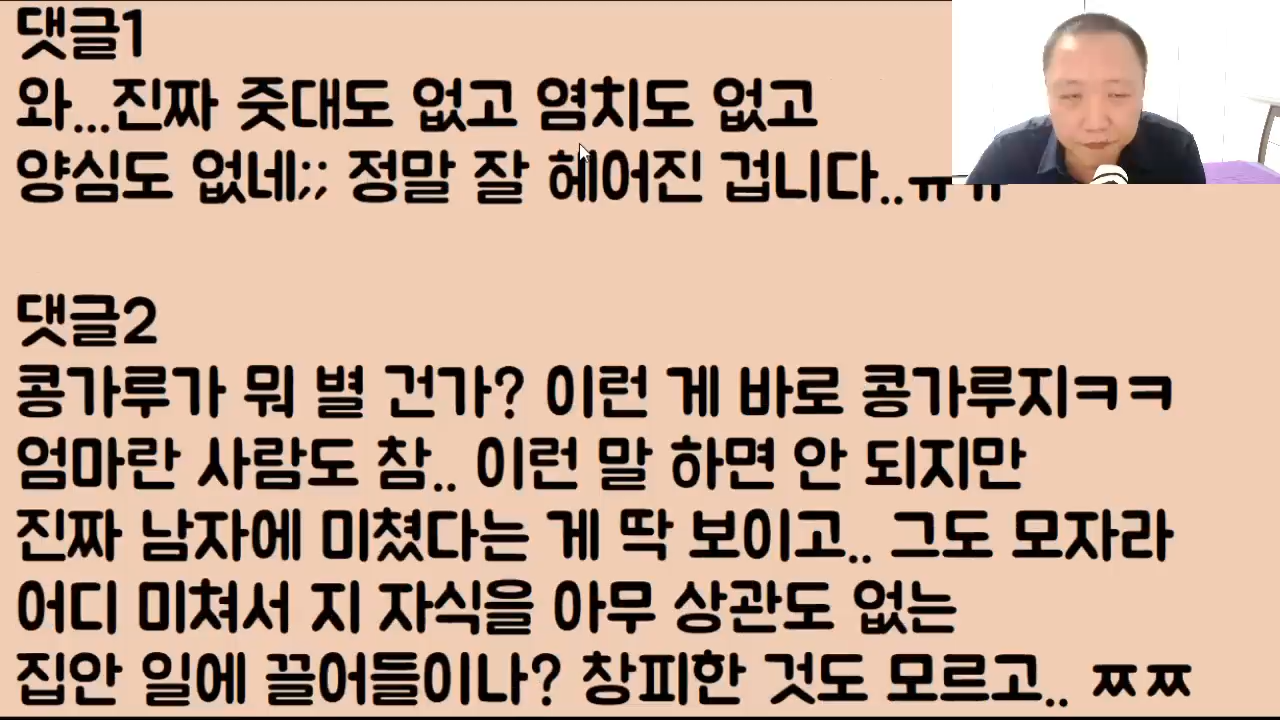 댓글1
와...진짜 줏대도 없고 염치도 없고
양심도 없네;; 정말 잘 헤어진 겁니다..ㅠㅠ
댓글2
콩가루가 뭐 별 건가? 이런 게 바로 콩가루지ㅋㅋ
엄마란 사람도 참.. 이런 말 하면 안 되지만
진짜 남자에 미쳤다는 게 딱 보이고.. 그도 모자라
어디 미쳐서 지 자식을 아무 상관도 없는
집안 일에 끌어들이나? 창피한 것도 모르고.. ㅉㅉ